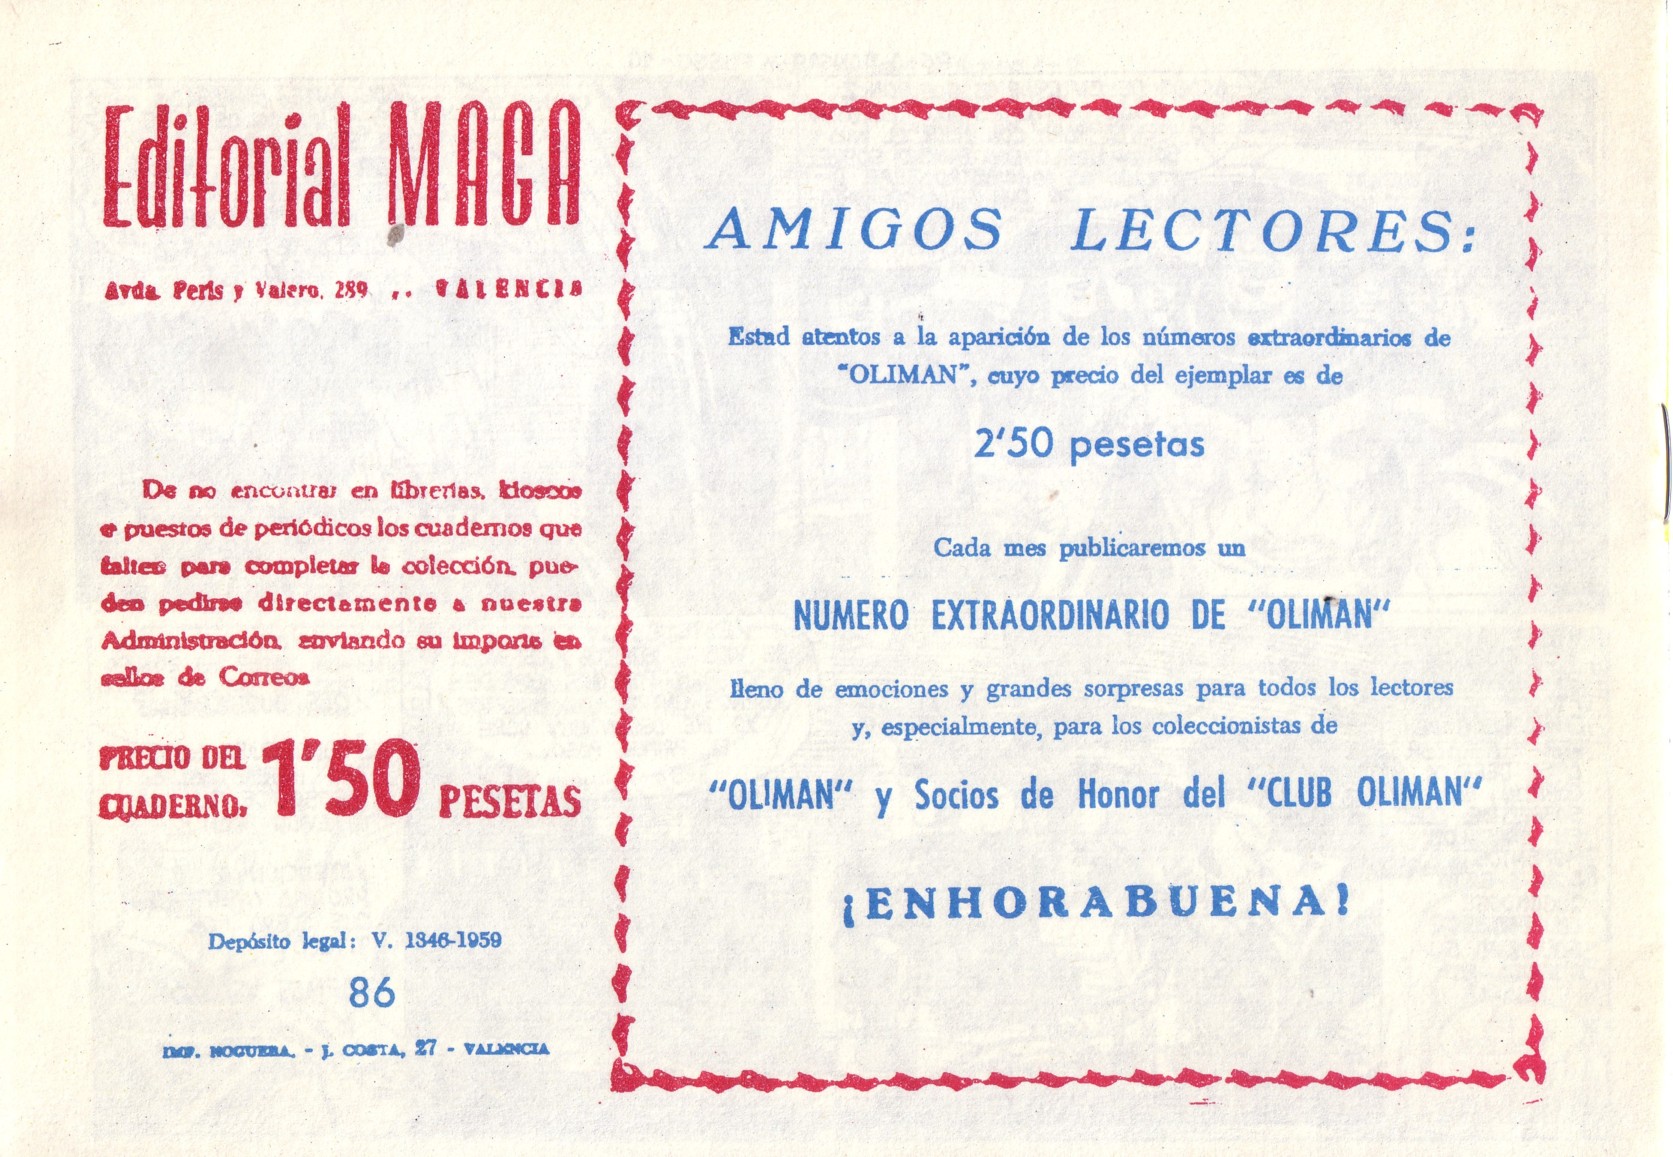 Editorial MAGA
Avda. Peris y Valero, 289 .. VALENCIA
De no encontrar en librerías, kioscos
o puestos de periódicos los cuadernos que
falten para completar la colección, pue-
den pedirse directamente a nuestra
Administración, enviando su importe en
sellos de Correos
PRECIO DEL
CUADERNO, 1'50 PESETAS
Depósito legal: V. 1346-1959
86
IMP. NOGUERA. - J. COSTA, 27 - VALENCIA
AMIGOS LECTORES:
Estad atentos a la aparición de los números extraordinarios de
"OLIMAN", cuyo precio del ejemplar es de
2'50 pesetas
Cada mes publicaremos un
NUMERO EXTRAORDINARIO DE "OLIMAN"
lleno de emociones y grandes sorpresas para todos los lectores
y, especialmente, para los coleccionistas de
"OLIMAN" y Socios de Honor del "CLUB OLIMAN"
¡ENHORABUENA!